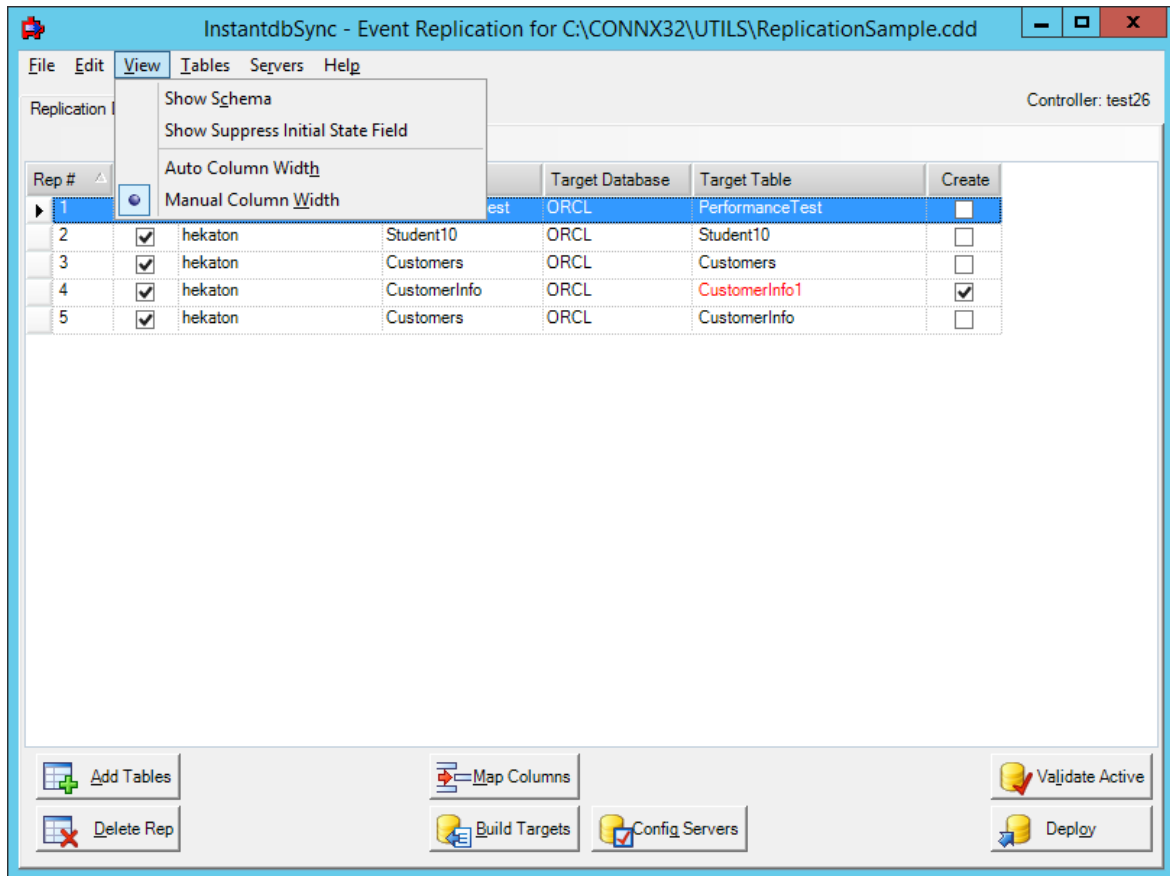 InstantdbSync - Event Replication for C:\CONNX32\UTILS\ReplicationSample.cdd
File Edit View Tables Servers Help
Show Schema
Show Suppress Initial State Field
Auto Column Width
Manual Column Width
Replication
Controller: test26
Rep # Target Database Target Table Create
1 est ORCL PerformanceTest
2 hekaton Student10 ORCL Student10
3 hekaton Customers ORCL Customers
4 hekaton CustomerInfo ORCL CustomerInfo1
5 hekaton Customers ORCL CustomerInfo
Add Tables Map Columns Validate Active
Delete Rep Build Targets Config Servers Deploy